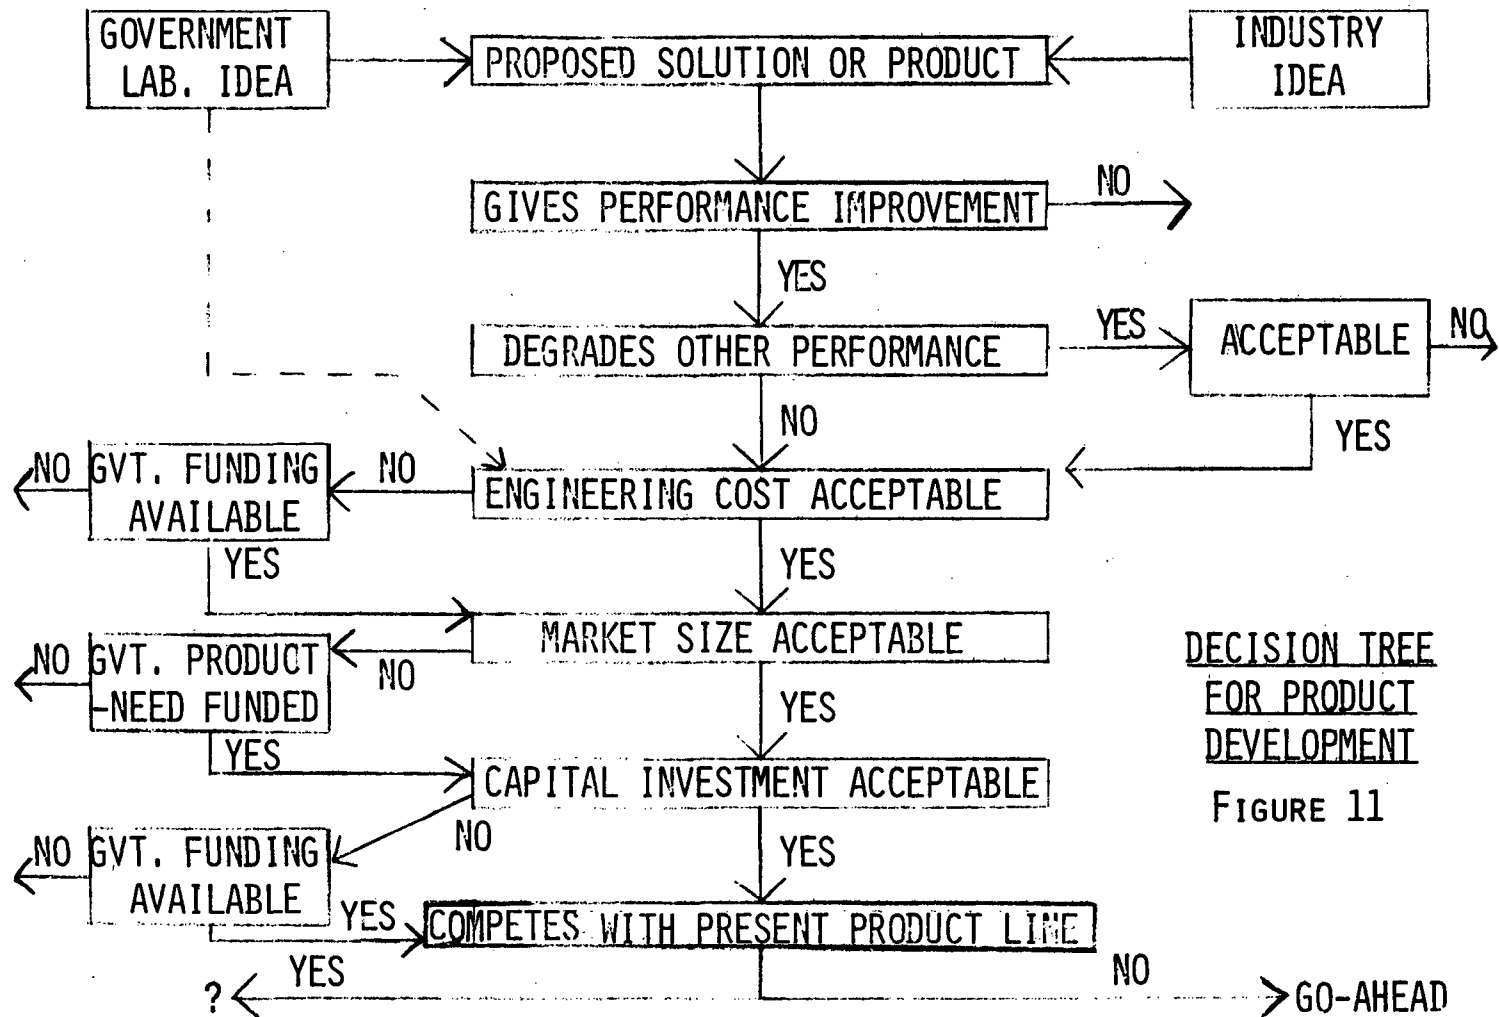 GOVERNMENT
LAB. IDEA
PROPOSED SOLUTION OR PRODUCT
INDUSTRY
IDEA
GIVES PERFORMANCE IMPROVEMENT
NO
YES
DEGRADES OTHER PERFORMANCE
YES
ACCEPTABLE
NO
NO
YES
NO
GVT. FUNDING
AVAILABLE
NO
ENGINEERING COST ACCEPTABLE
YES
YES
MARKET SIZE ACCEPTABLE
NO
GVT. PRODUCT
-NEED FUNDED
NO
YES
YES
CAPITAL INVESTMENT ACCEPTABLE
DECISION TREE
FOR PRODUCT
DEVELOPMENT
FIGURE 11
NO
GVT. FUNDING
AVAILABLE
NO
YES
YES
COMPETES WITH PRESENT PRODUCT LINE
YES
NO
?
GO-AHEAD